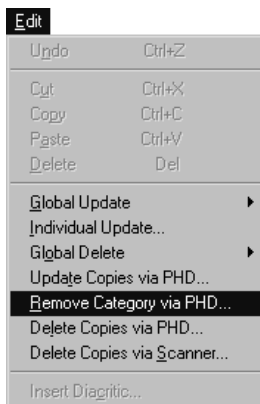 Edit
Undo Ctrl+Z
Cut Ctrl+X
Copy Ctrl+C
Paste Ctrl+V
Delete Del
Global Update
Individual Update...
Global Delete
Update Copies via PHD...
Remove Category via PHD...
Delete Copies via PHD...
Delete Copies via Scanner...
Insert Diagritic...